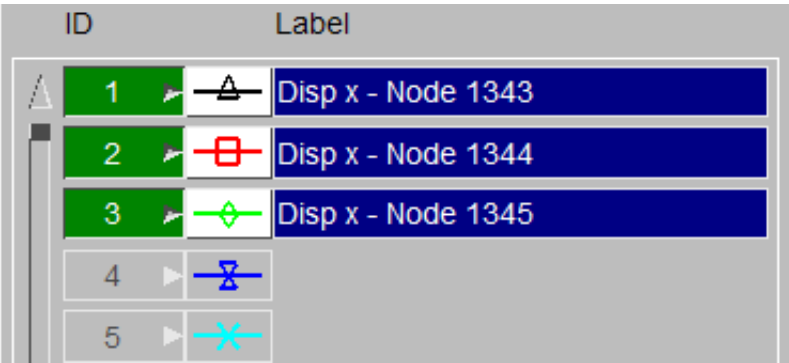 ID Label
1 Disp x - Node 1343
2 Disp x - Node 1344
3 Disp x - Node 1345
4
5